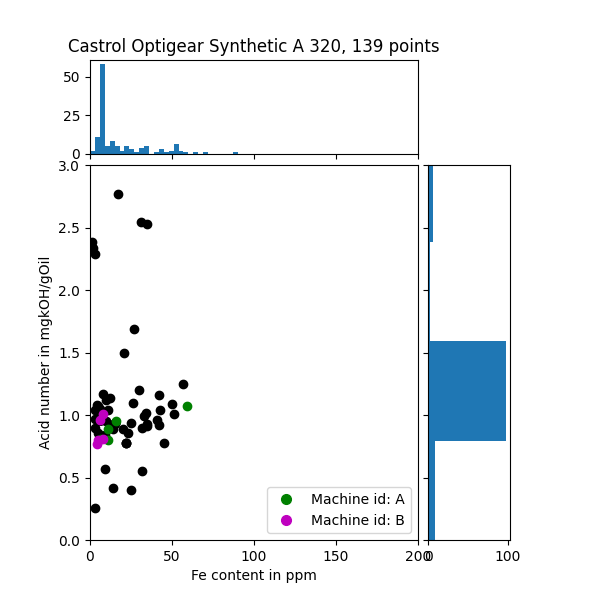 Castrol Optigear Synthetic A 320, 139 points
50
25
0
3.0
2.5
2.0
1.5
1.0
0.5
0.0
Acid number in mgkOH/gOil
Machine id: A
Machine id: B
0 50 100 150 200 0 100
Fe content in ppm